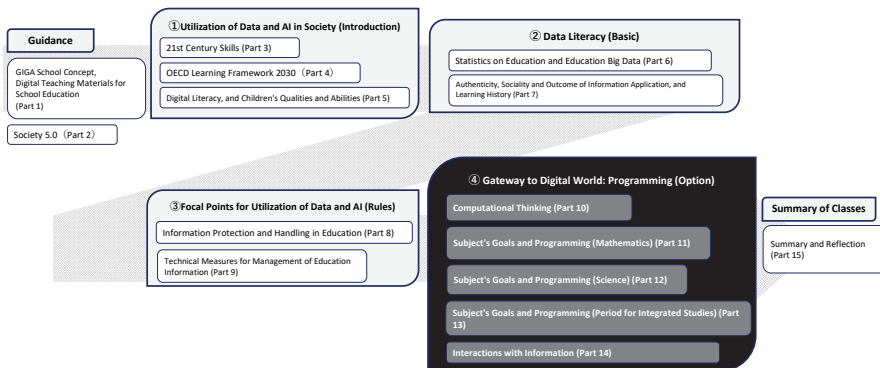 Guidance
GIGA School Concept,
Digital Teaching Materials for
School Education
(Part 1)
Society 5.0（Part 2）
①Utilization of Data and AI in Society (Introduction)
21st Century Skills (Part 3)
OECD Learning Framework 2030（Part 4）
Digital Literacy, and Children's Qualities and Abilities (Part 5)
② Data Literacy (Basic)
Statistics on Education and Education Big Data (Part 6)
Authenticity, Sociality and Outcome of Information Application, and
Learning History (Part 7)
③Focal Points for Utilization of Data and AI (Rules)
Information Protection and Handling in Education (Part 8)
Technical Measures for Management of Education
Information (Part 9)
④ Gateway to Digital World: Programming (Option)
Computational Thinking (Part 10)
Subject's Goals and Programming (Mathematics) (Part 11)
Subject's Goals and Programming (Science) (Part 12)
Subject's Goals and Programming (Period for Integrated Studies) (Part
13)
Interactions with Information (Part 14)
Summary of Classes
Summary and Reflection
(Part 15)